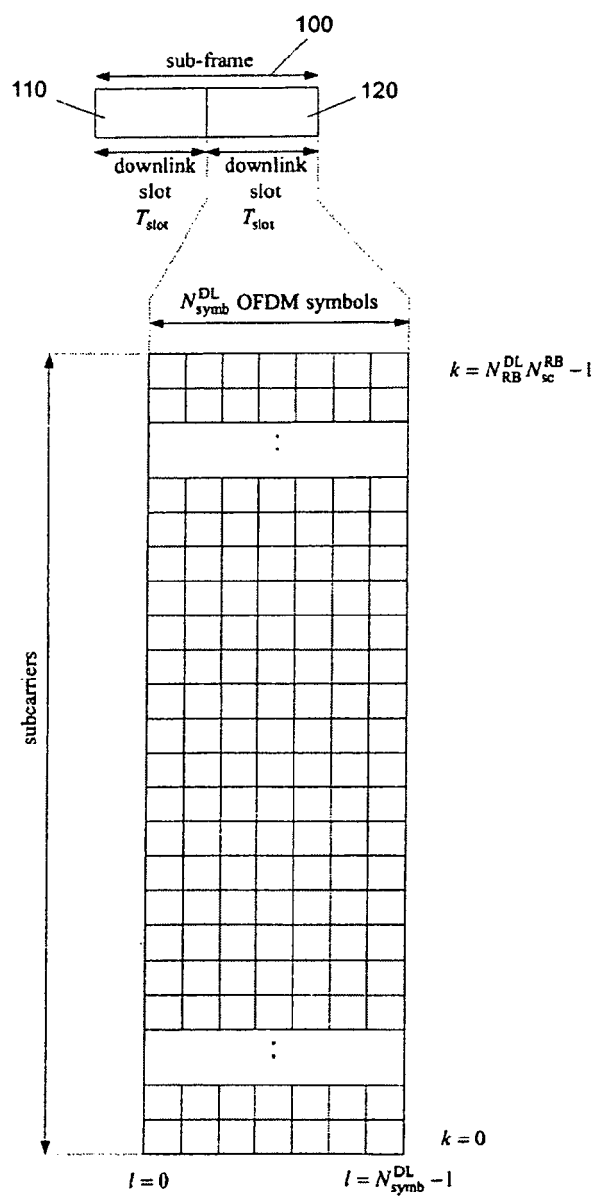 100
sub-frame
110
120
downlink slot T_slot
downlink slot T_slot
N_symb^DL OFDM symbols
k = N_RB^DL N_sc^RB − 1
:
subcarriers
:
k = 0
l = 0
l = N_symb^DL − 1